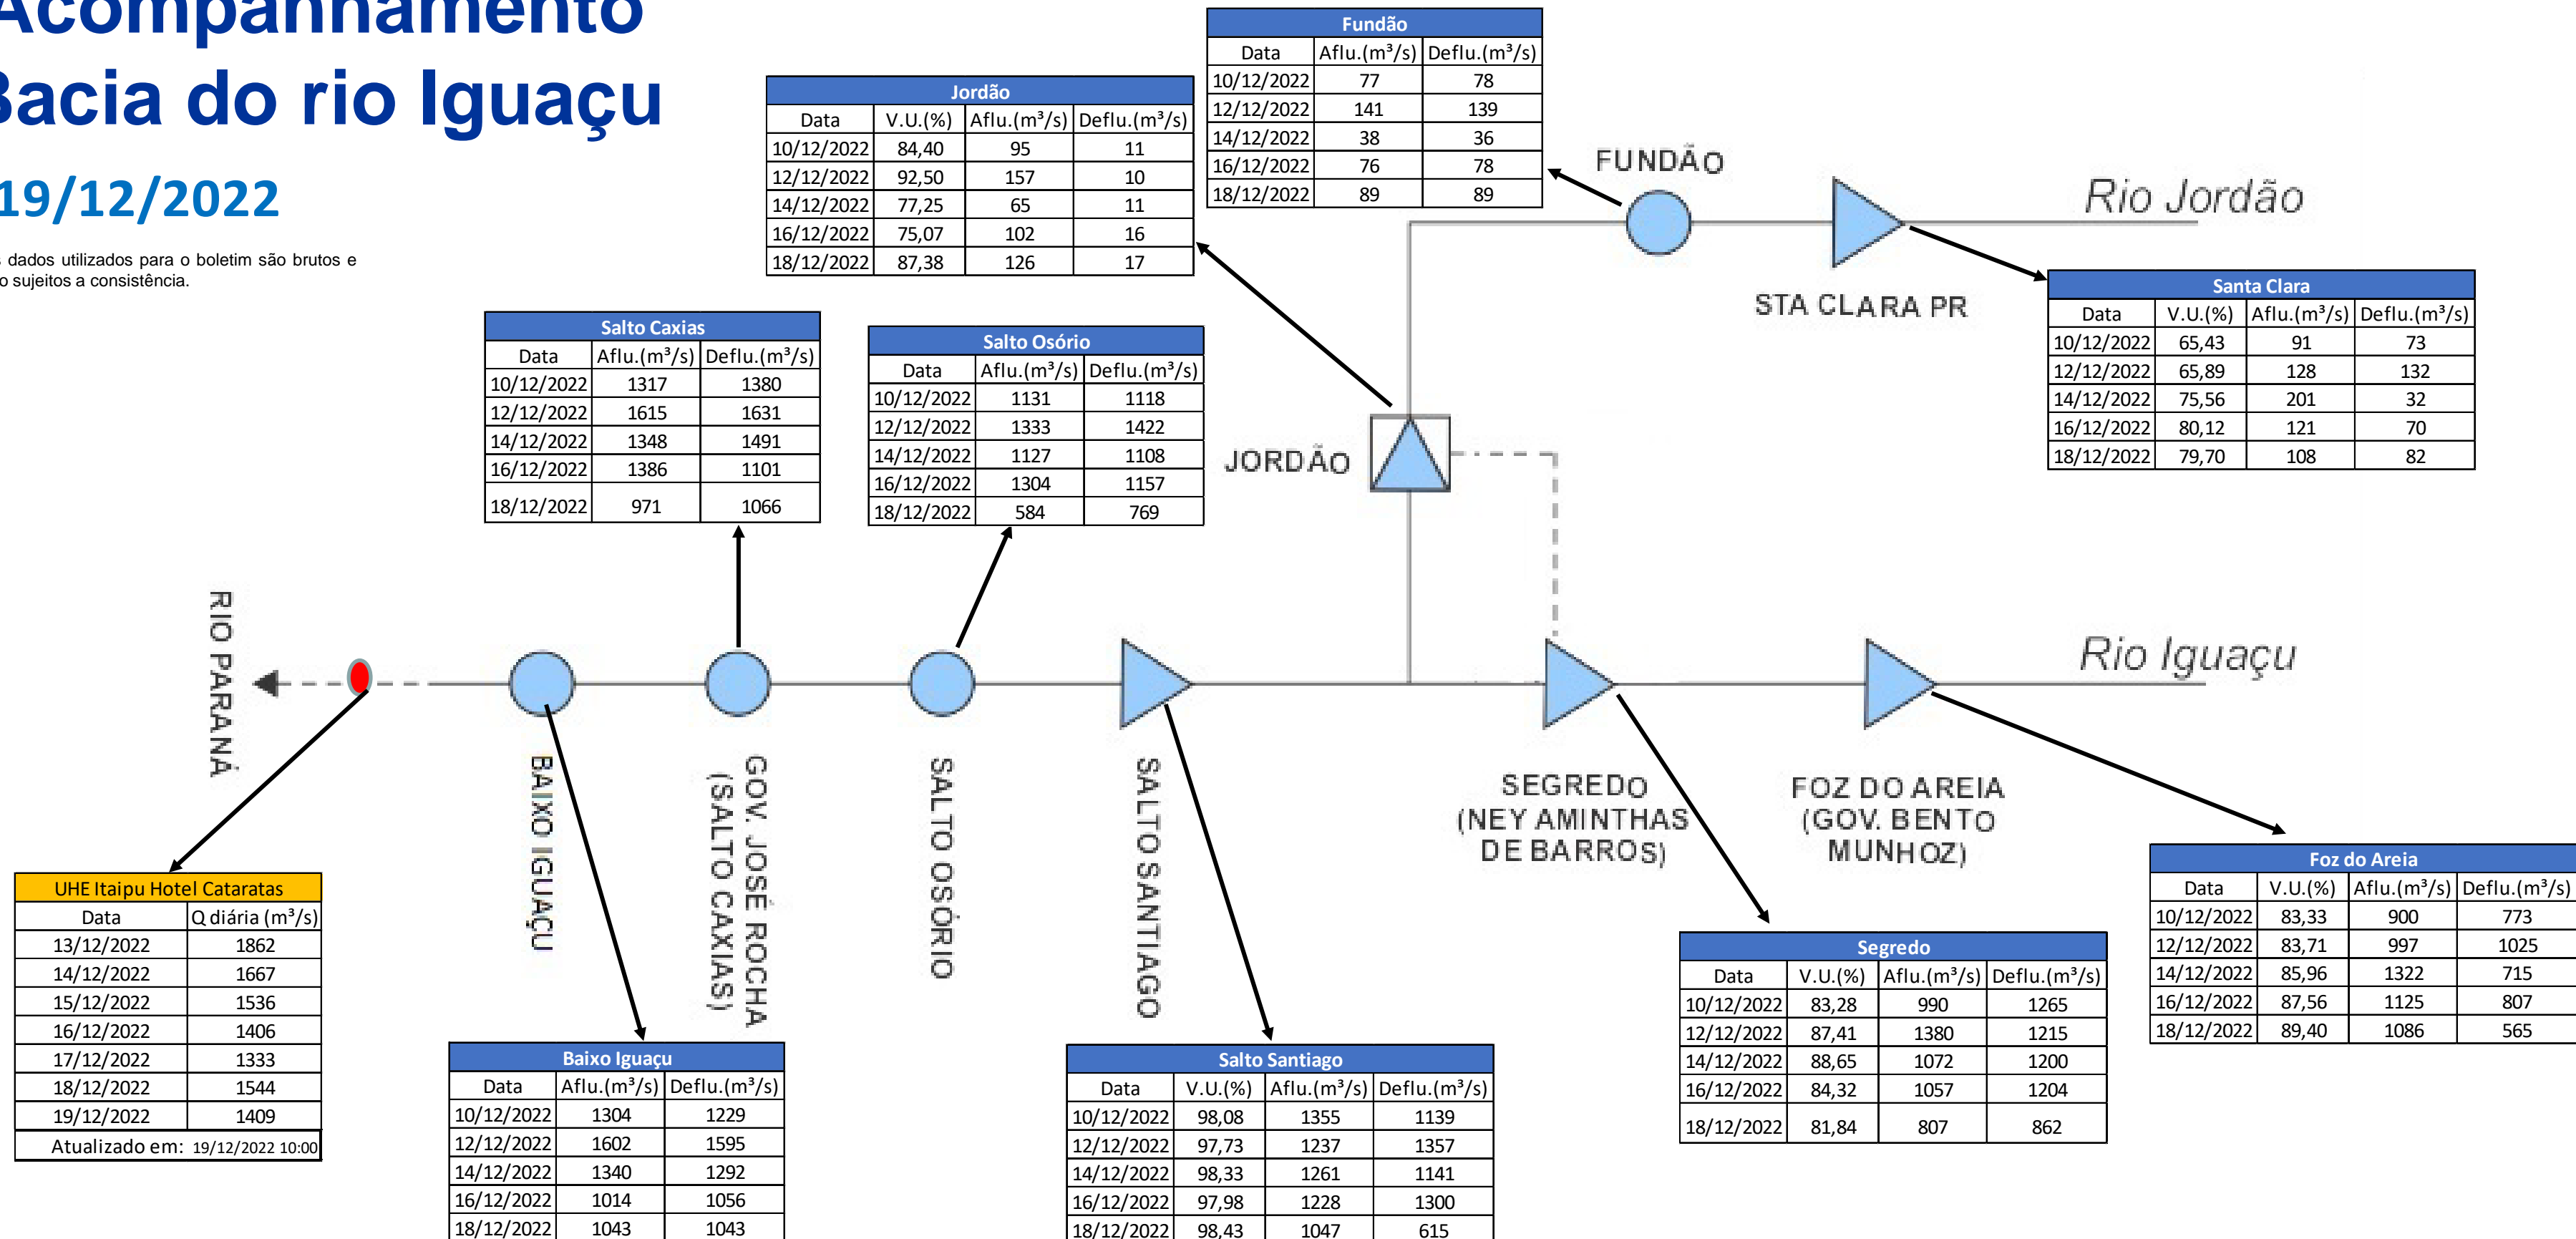 Acompanhamento
Bacia do rio Iguaçu
19/12/2022
s dados utilizados para o boletim são brutos e
o sujeitos a consistência.
Fundão
Data Aflu.(m³/s) Deflu.(m³/s)
10/12/2022 77 78
12/12/2022 141 139
14/12/2022 38 36
16/12/2022 76 78
18/12/2022 89 89
Jordão
Data V.U.(%) Aflu.(m³/s) Deflu.(m³/s)
10/12/2022 84,40 95 11
12/12/2022 92,50 157 10
14/12/2022 77,25 65 11
16/12/2022 75,07 102 16
18/12/2022 87,38 126 17
FUNDÃO
Rio Jordão
STA CLARA PR
Santa Clara
Data V.U.(%) Aflu.(m³/s) Deflu.(m³/s)
10/12/2022 65,43 91 73
12/12/2022 65,89 128 132
14/12/2022 75,56 201 32
16/12/2022 80,12 121 70
18/12/2022 79,70 108 82
Salto Caxias
Data Aflu.(m³/s) Deflu.(m³/s)
10/12/2022 1317 1380
12/12/2022 1615 1631
14/12/2022 1348 1491
16/12/2022 1386 1101
18/12/2022 971 1066
Salto Osório
Data Aflu.(m³/s) Deflu.(m³/s)
10/12/2022 1131 1118
12/12/2022 1333 1422
14/12/2022 1127 1108
16/12/2022 1304 1157
18/12/2022 584 769
JORDÃO
RIO PARANÁ
Rio Iguaçu
BAIXO IGUAÇU
GOV. JOSÉ ROCHA
(SALTO CAXIAS)
SALTO OSÓRIO
SALTO SANTIAGO
SEGREDO
(NEY AMINTHAS
DE BARROS)
FOZ DO AREIA
(GOV. BENTO
MUNHOZ)
UHE Itaipu Hotel Cataratas
Data Q diária (m³/s)
13/12/2022 1862
14/12/2022 1667
15/12/2022 1536
16/12/2022 1406
17/12/2022 1333
18/12/2022 1544
19/12/2022 1409
Atualizado em: 19/12/2022 10:00
Baixo Iguaçu
Data Aflu.(m³/s) Deflu.(m³/s)
10/12/2022 1304 1229
12/12/2022 1602 1595
14/12/2022 1340 1292
16/12/2022 1014 1056
18/12/2022 1043 1043
Salto Santiago
Data V.U.(%) Aflu.(m³/s) Deflu.(m³/s)
10/12/2022 98,08 1355 1139
12/12/2022 97,73 1237 1357
14/12/2022 98,33 1261 1141
16/12/2022 97,98 1228 1300
18/12/2022 98,43 1047 615
Segredo
Data V.U.(%) Aflu.(m³/s) Deflu.(m³/s)
10/12/2022 83,28 990 1265
12/12/2022 87,41 1380 1215
14/12/2022 88,65 1072 1200
16/12/2022 84,32 1057 1204
18/12/2022 81,84 807 862
Foz do Areia
Data V.U.(%) Aflu.(m³/s) Deflu.(m³/s)
10/12/2022 83,33 900 773
12/12/2022 83,71 997 1025
14/12/2022 85,96 1322 715
16/12/2022 87,56 1125 807
18/12/2022 89,40 1086 565